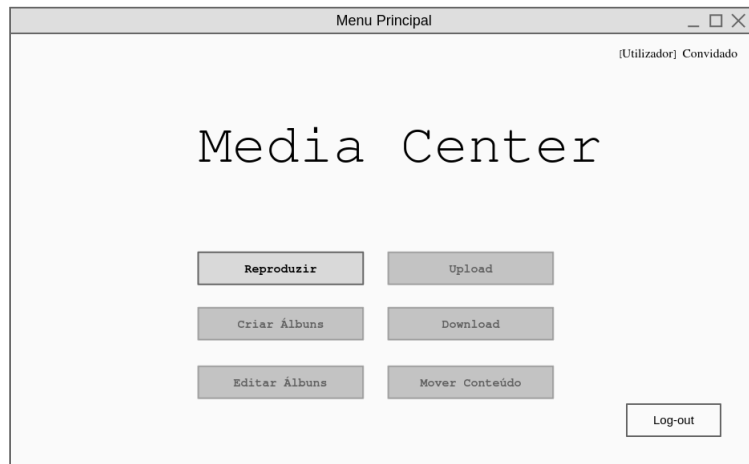 Menu Principal
[Utilizador] Convidado
Media Center
Reproduzir
Upload
Criar Álbuns
Download
Editar Álbuns
Mover Conteúdo
Log-out